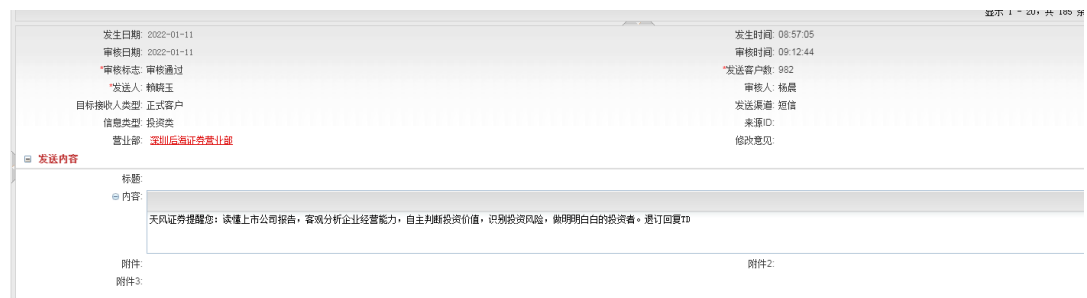 显示 1 - 20，共 185 条
发生日期: 2022-01-11 发生时间: 08:57:05
审核日期: 2022-01-11 审核时间: 09:12:44
*审核标志: 审核通过 *发送客户数: 982
*发送人: 赖晓玉 审核人: 杨晨
目标接收人类型: 正式客户 发送渠道: 短信
信息类型: 投资类 来源ID:
营业部: 深圳后海证券营业部 修改意见:
发送内容
标题:
内容:
天风证券提醒您：读懂上市公司报告，客观分析企业经营能力，自主判断投资价值，识别投资风险，做明明白白的投资者。退订回复TD
附件: 附件2:
附件3: